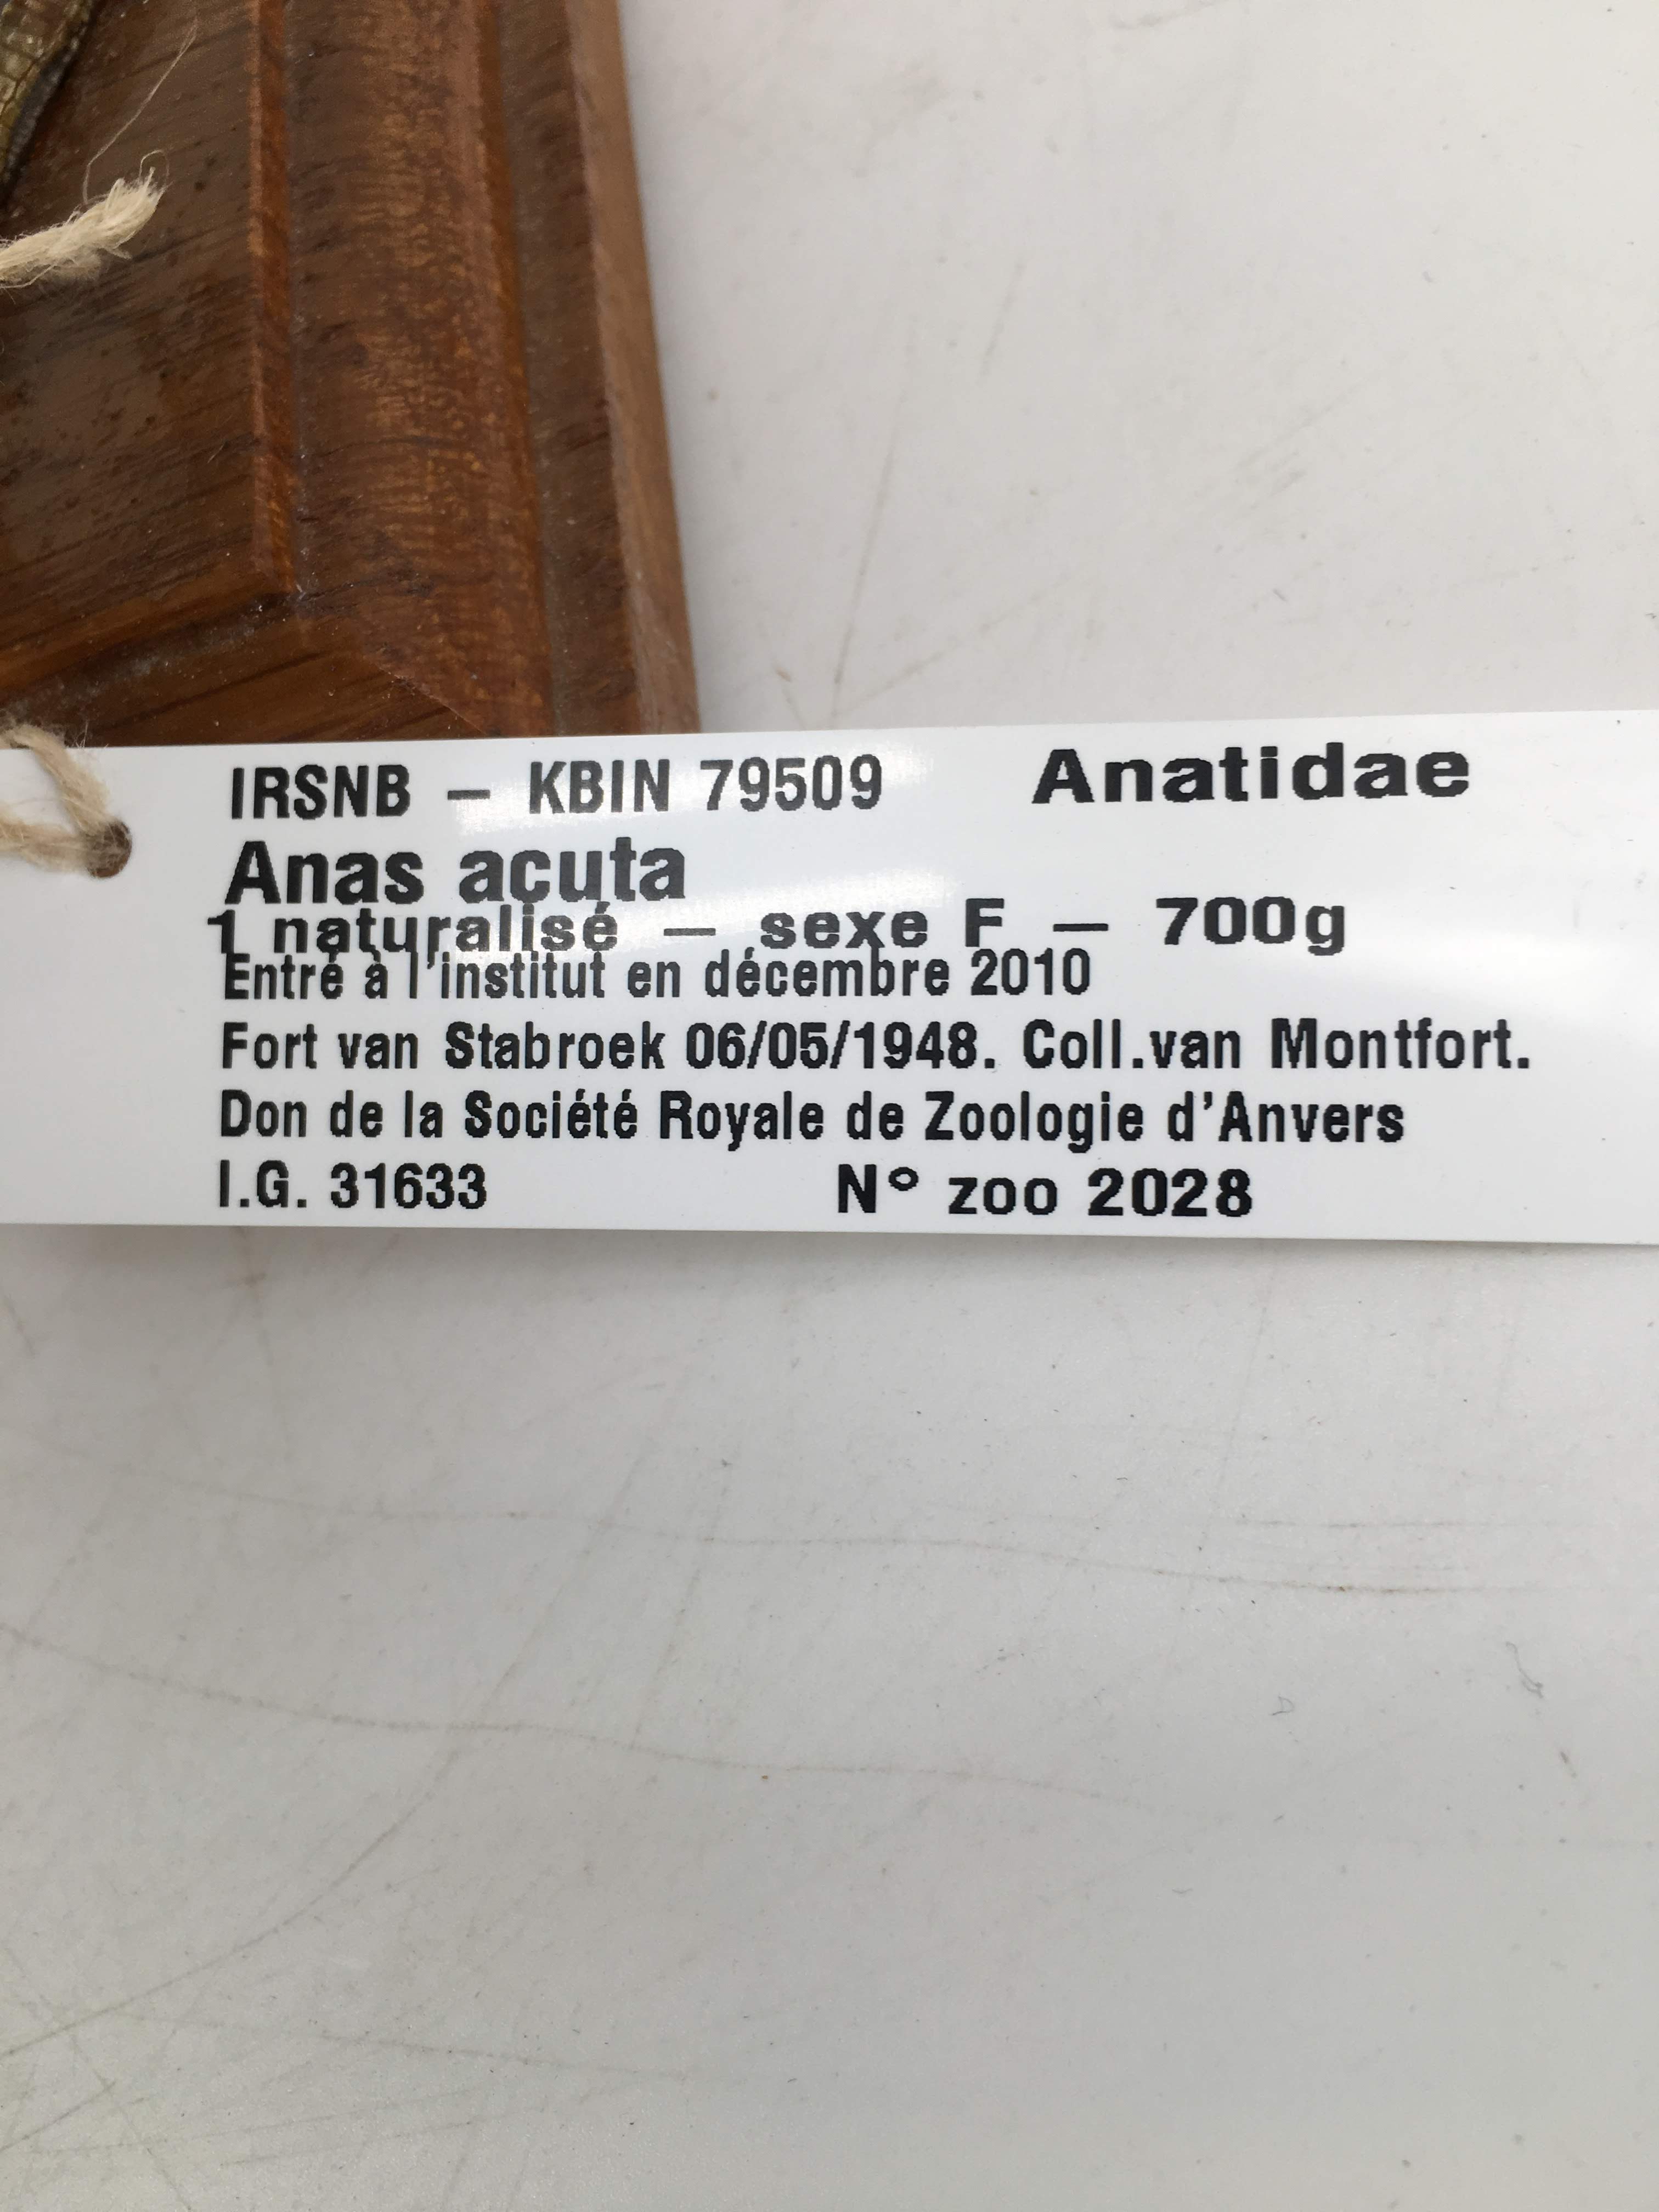 IRSNB – KBIN 79509 Anatidae
Anas acuta
1 naturalisé – sexe F – 700g
Entré à l'institut en décembre 2010
Fort van Stabroek 06/05/1948. Coll.van Montfort.
Don de la Société Royale de Zoologie d'Anvers
I.G. 31633 N° zoo 2028